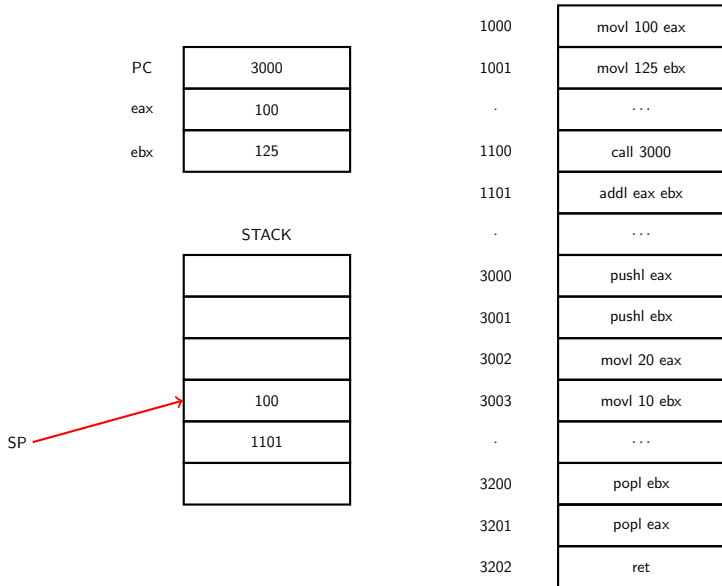 PC 3000
eax 100
ebx 125
STACK
100
SP 1101
1000 movl 100 eax
1001 movl 125 ebx
. ...
1100 call 3000
1101 addl eax ebx
. ...
3000 pushl eax
3001 pushl ebx
3002 movl 20 eax
3003 movl 10 ebx
. ...
3200 popl ebx
3201 popl eax
3202 ret